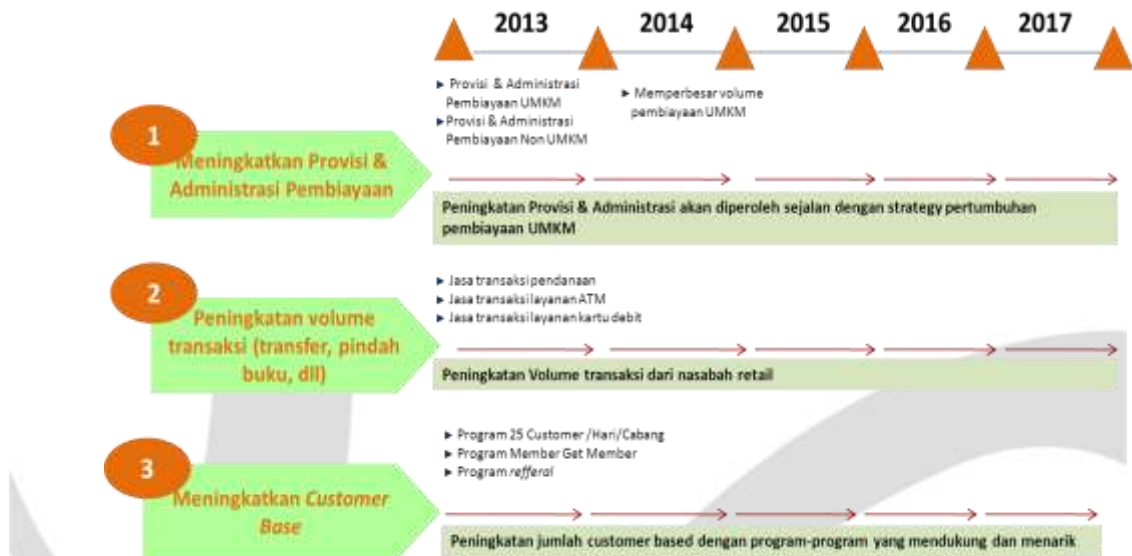 2013 2014 2015 2016 2017
► Provisi & Administrasi
Pembiayaan UMKM
►Provisi & Administrasi
Pembiayaan Non UMKM
► Memperbesar volume
pembiayaan UMKM
1
Meningkatkan Provisi &
Administrasi Pembiayaan
Peningkatan Provisi & Administrasi akan diperoleh sejalan dengan strategy pertumbuhan
pembiayaan UMKM
2
Peningkatan volume
transaksi (transfer, pindah
buku, dll)
► Jasa transaksi pendanaan
► Jasa transaksi layanan ATM
► Jasa transaksi layanan kartu debit
Peningkatan Volume transaksi dari nasabah retail
3
Meningkatkan Customer
Base
► Program 25 Customer /Hari/Cabang
► Program Member Get Member
► Program refferal
Peningkatan jumlah customer based dengan program-program yang mendukung dan menarik